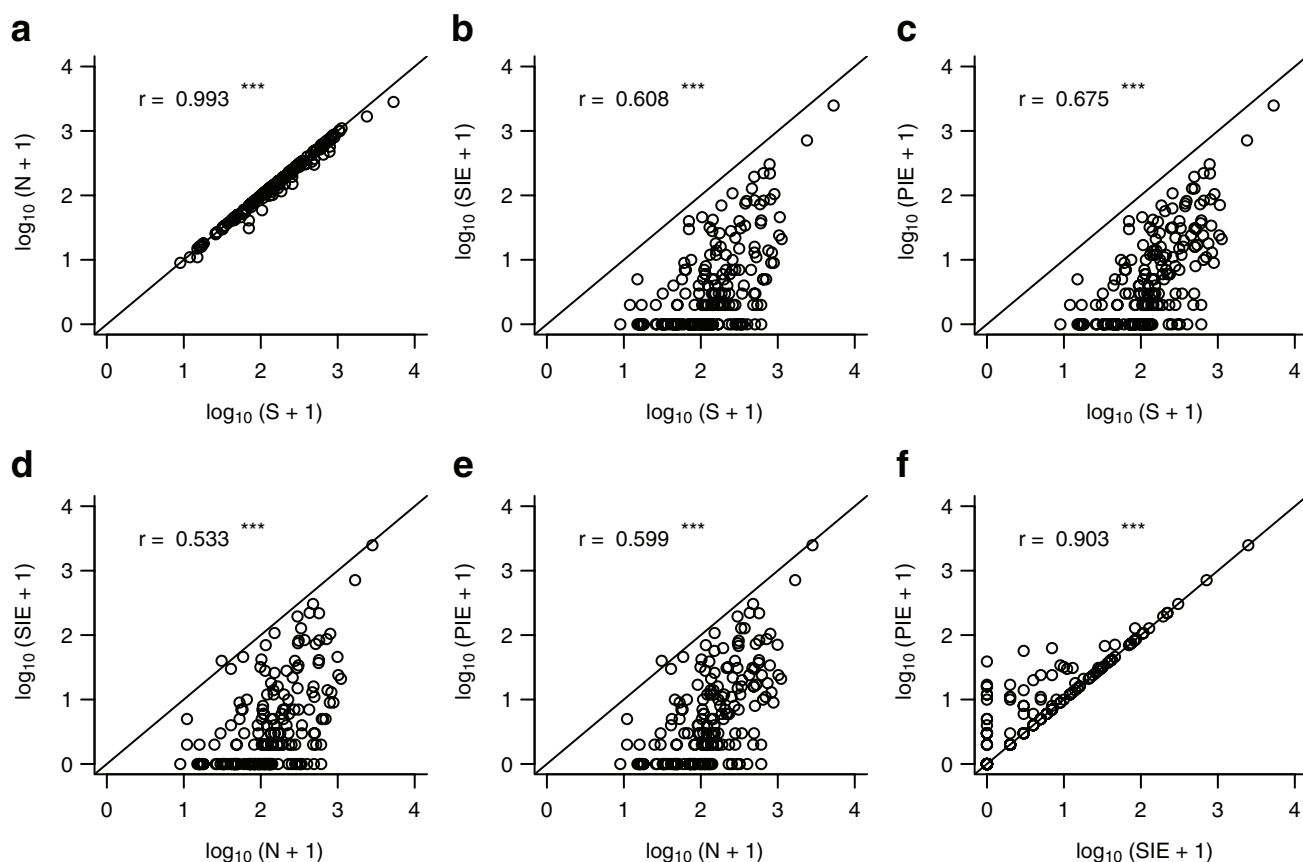 a
b
c
r = 0.993 ***
r = 0.608 ***
r = 0.675 ***
log10 (N + 1)
log10 (SIE + 1)
log10 (PIE + 1)
4
3
2
1
0
4
3
2
1
0
4
3
2
1
0
0 1 2 3 4
0 1 2 3 4
0 1 2 3 4
log10 (S + 1)
log10 (S + 1)
log10 (S + 1)
d
e
f
r = 0.533 ***
r = 0.599 ***
r = 0.903 ***
log10 (SIE + 1)
log10 (PIE + 1)
log10 (PIE + 1)
4
3
2
1
0
4
3
2
1
0
4
3
2
1
0
0 1 2 3 4
0 1 2 3 4
0 1 2 3 4
log10 (N + 1)
log10 (N + 1)
log10 (SIE + 1)